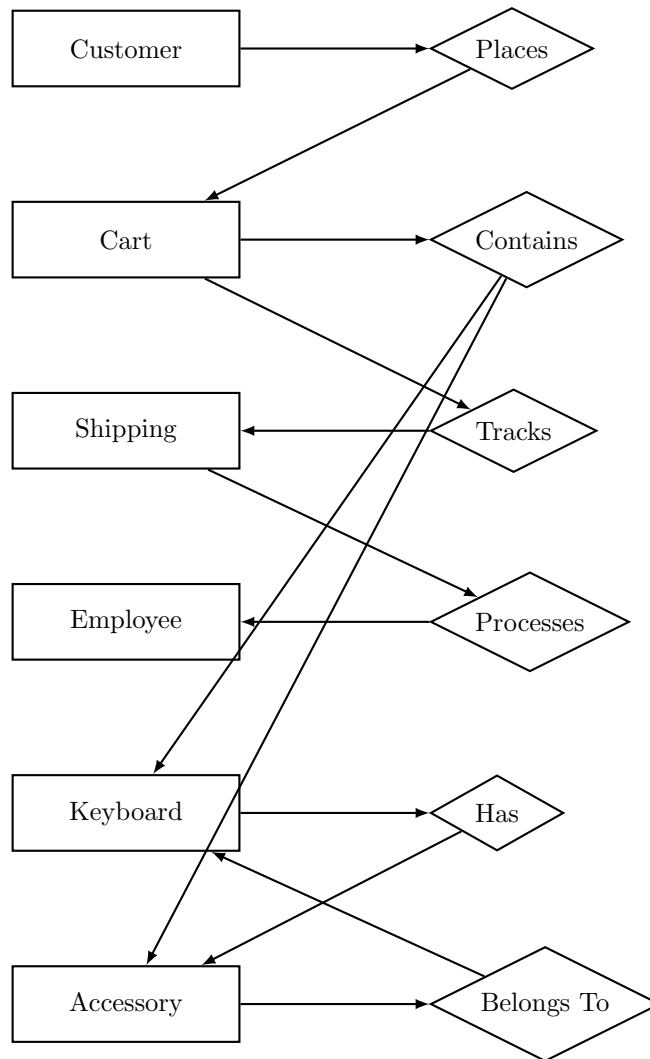 Customer
Places
Cart
Contains
Shipping
Tracks
Employee
Processes
Keyboard
Has
Accessory
Belongs To